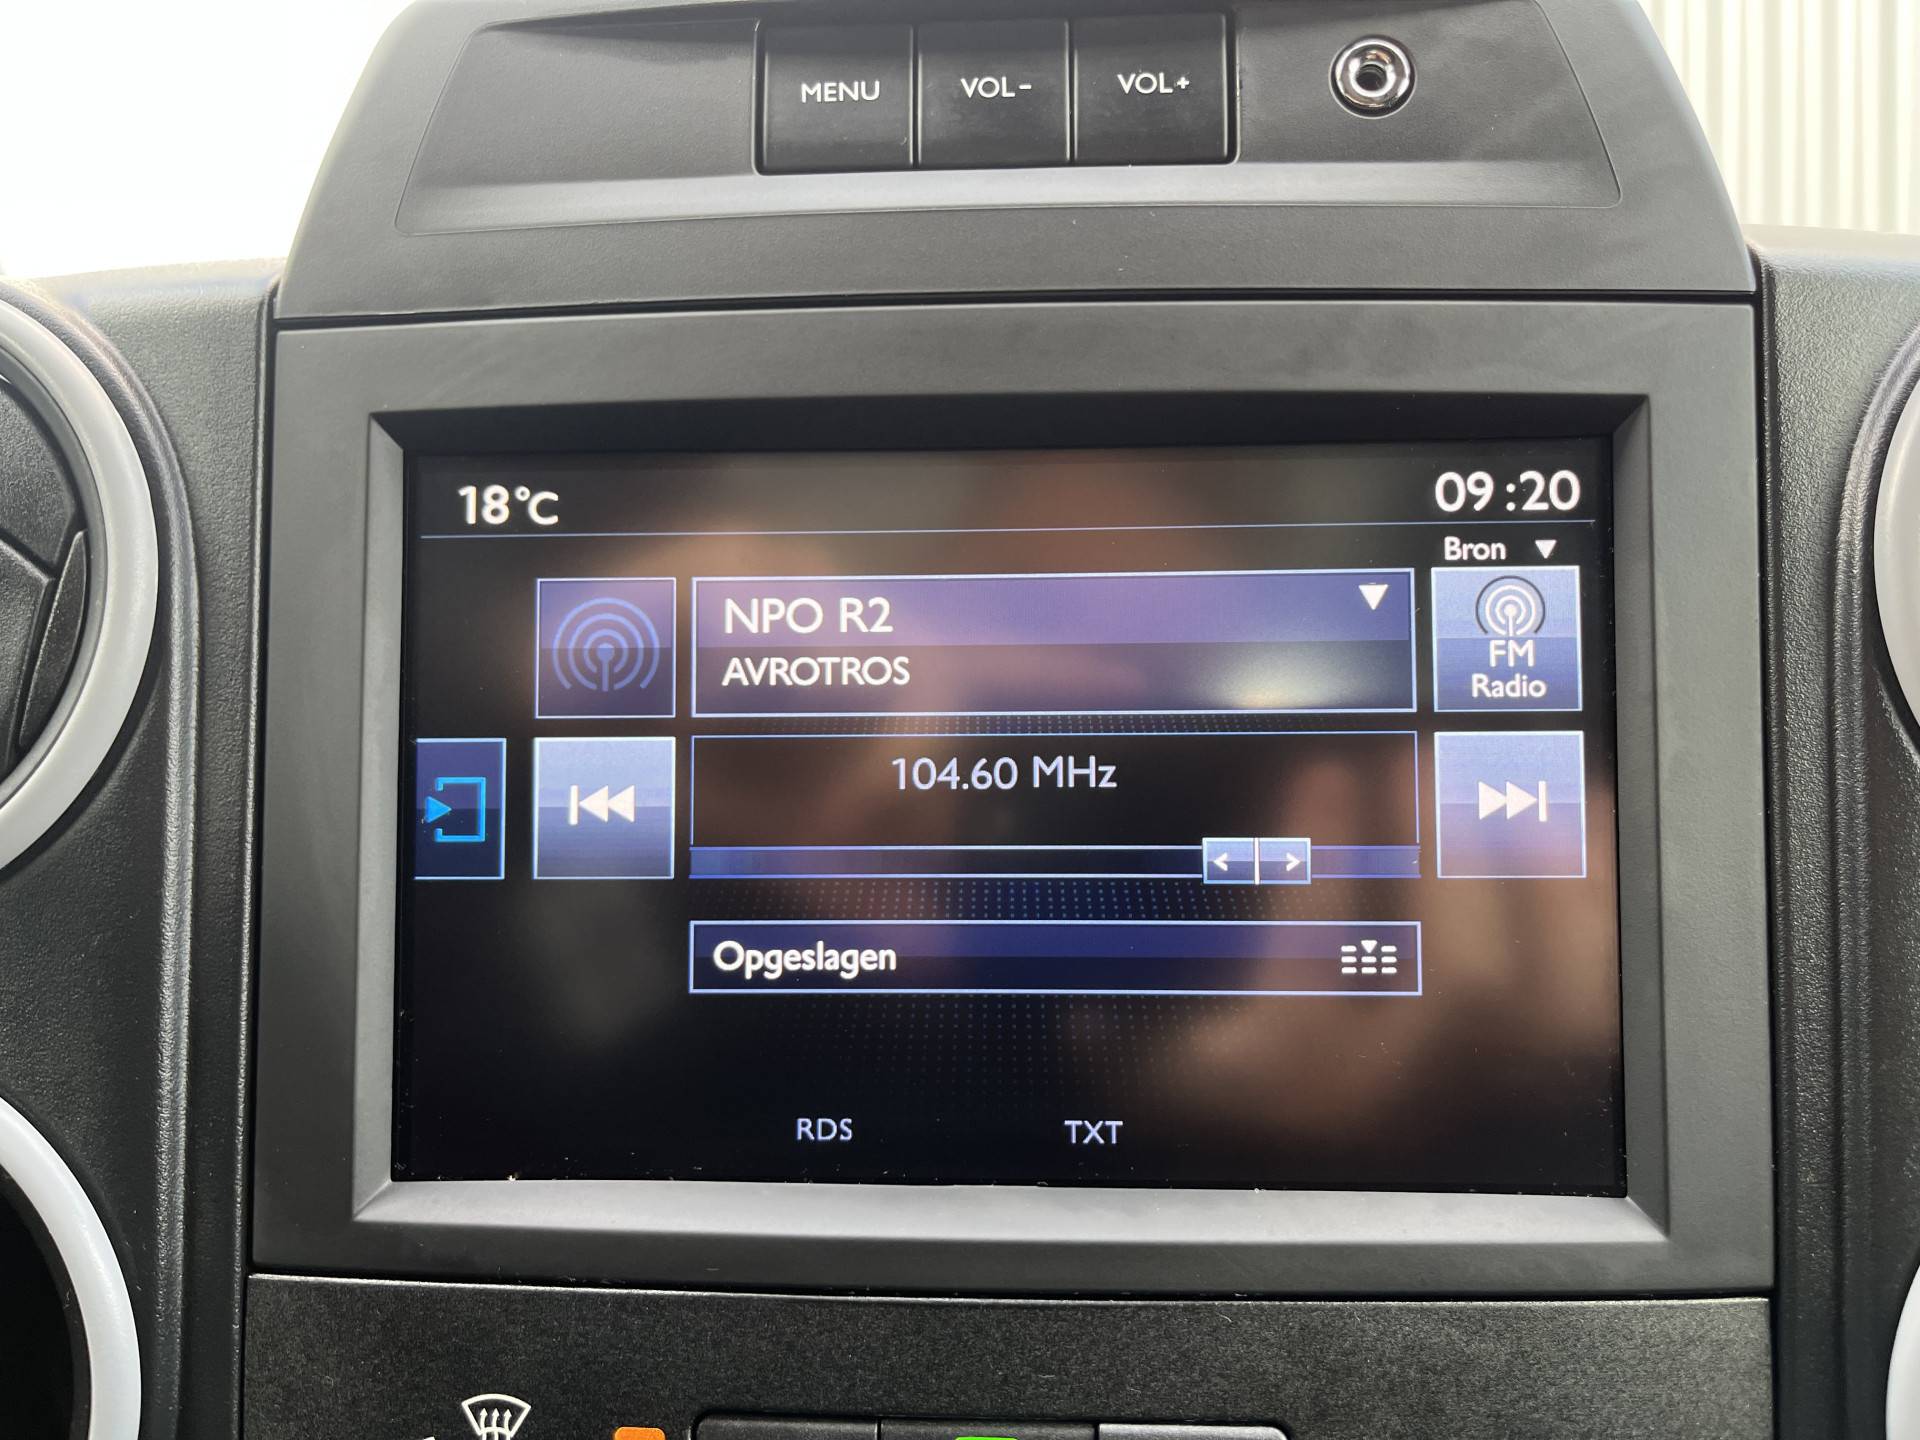 MENU
VOL-
VOL+
18°C
09:20
Bron
NPO R2
AVROTROS
FM
Radio
104.60 MHz
Opgeslagen
RDS
TXT